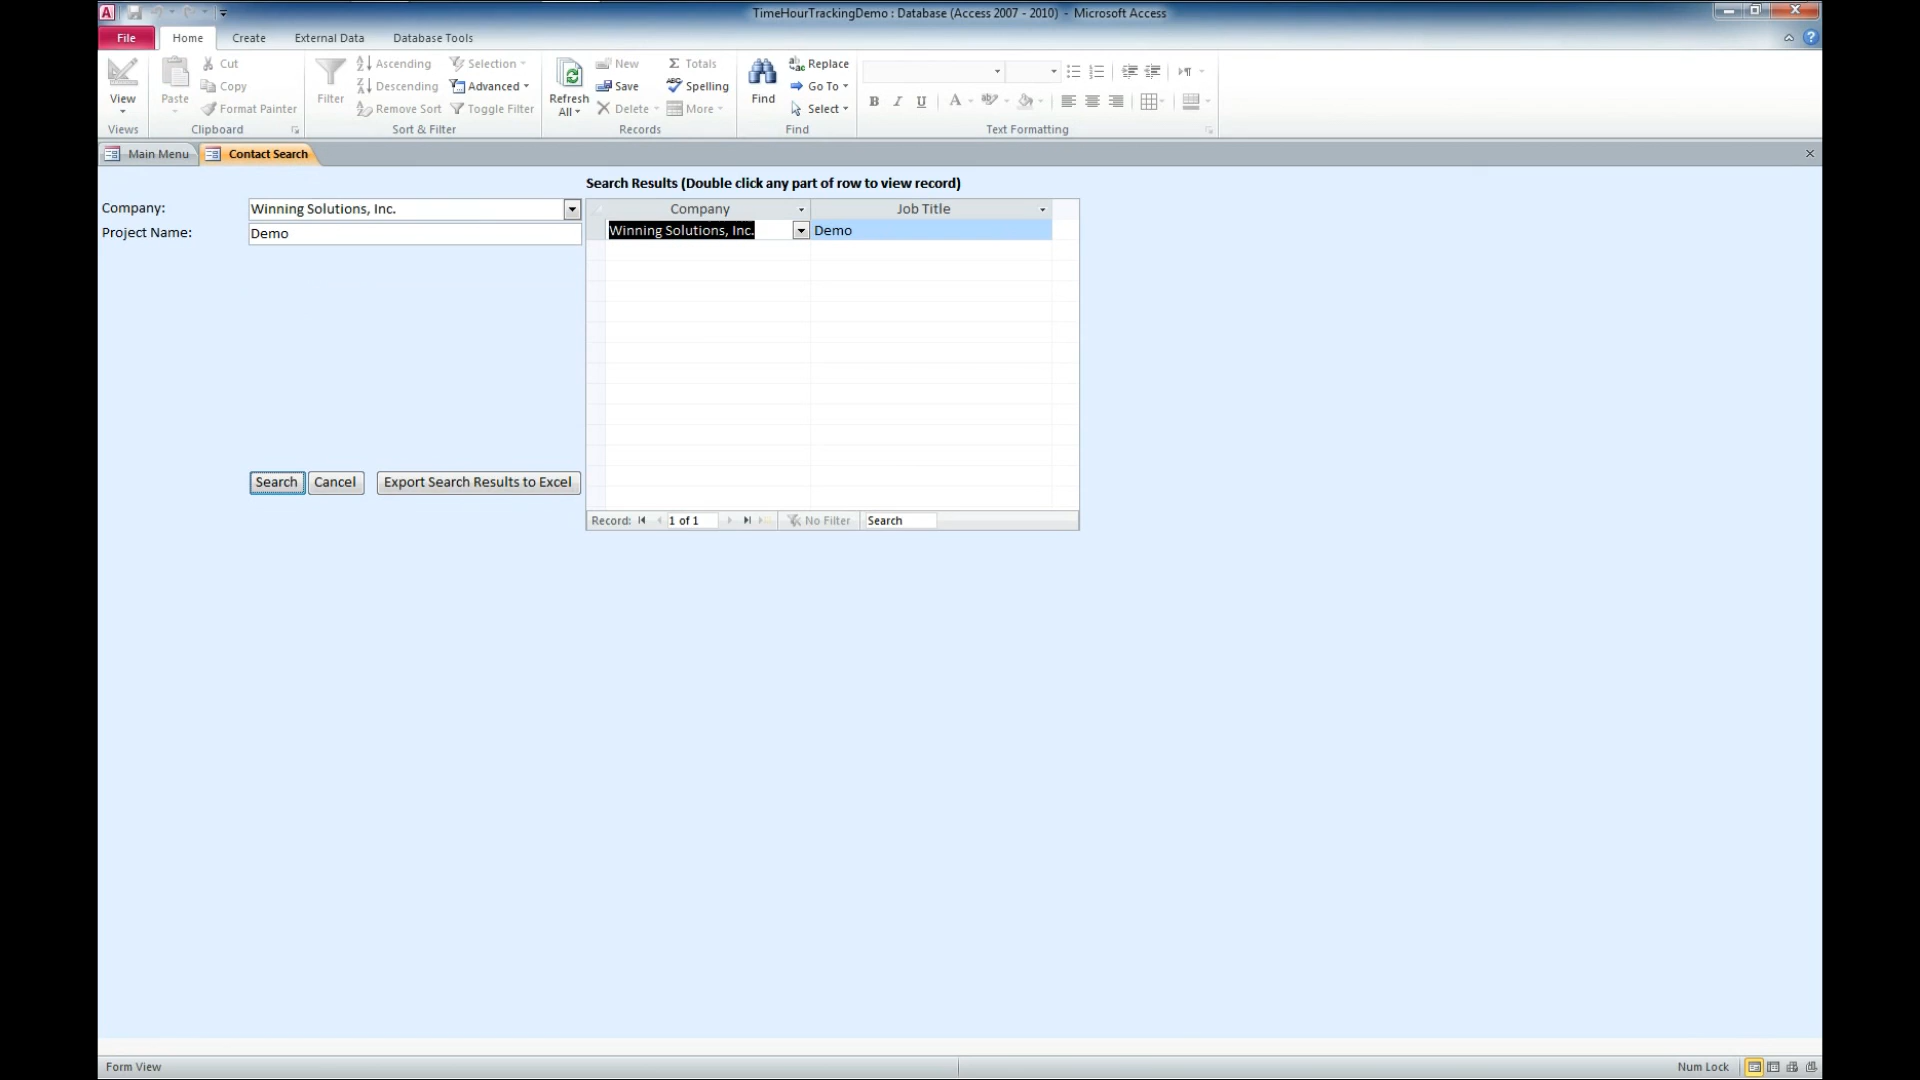 TimeHourTrackingDemo : Database (Access 2007 - 2010) - Microsoft Access
File Home Create External Data Database Tools
View
Views
Paste
Cut
Copy
Format Painter
Clipboard
Filter
Ascending
Descending
Remove Sort
Selection
Advanced
Toggle Filter
Sort & Filter
Refresh
All
New
Save
Delete
Totals
Spelling
More
Records
Find
Replace
Go To
Select
Find
B I U A
Text Formatting
Main Menu Contact Search
Search Results (Double click any part of row to view record)
Company: Winning Solutions, Inc.
Project Name: Demo
Company Job Title
Winning Solutions, Inc. Demo
Search Cancel Export Search Results to Excel
Record: 1 of 1 No Filter Search
Form View Num Lock